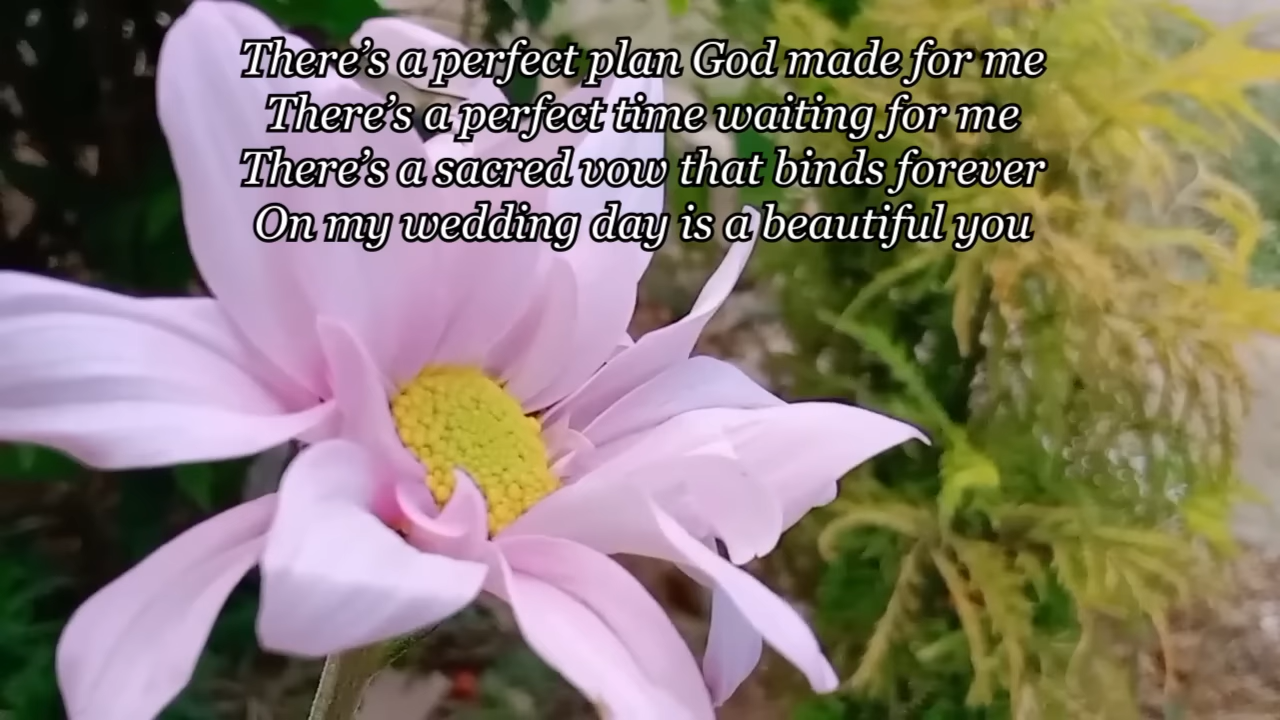 There’s a perfect plan God made for me
There’s a perfect time waiting for me
There’s a sacred vow that binds forever
On my wedding day is a beautiful you